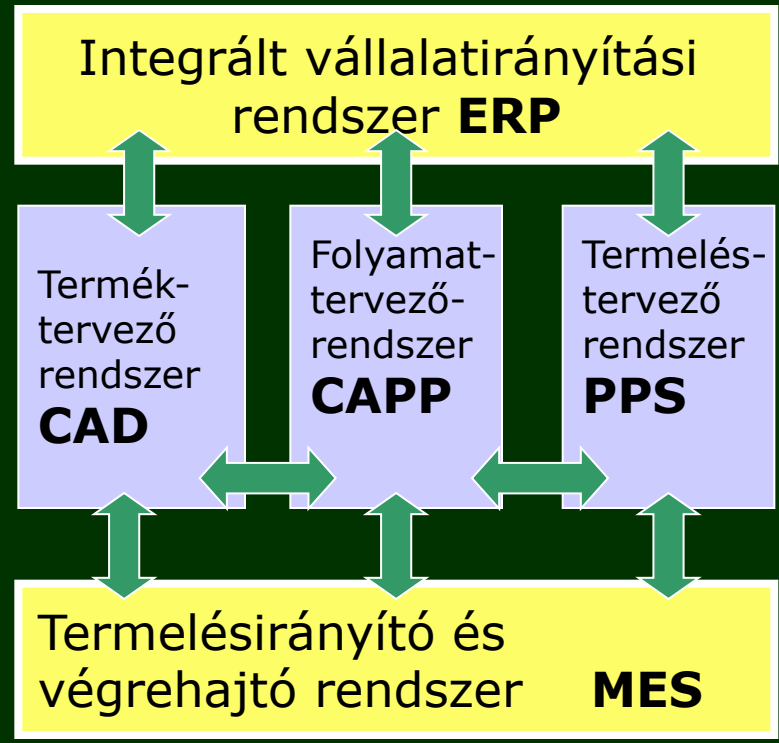 Integrált vállalatirányítási
rendszer ERP
Termék-
tervező
rendszer
CAD
Folyamat-
tervező-
rendszer
CAPP
Termelés-
tervező
rendszer
PPS
Termelésirányító és
végrehajtó rendszer MES